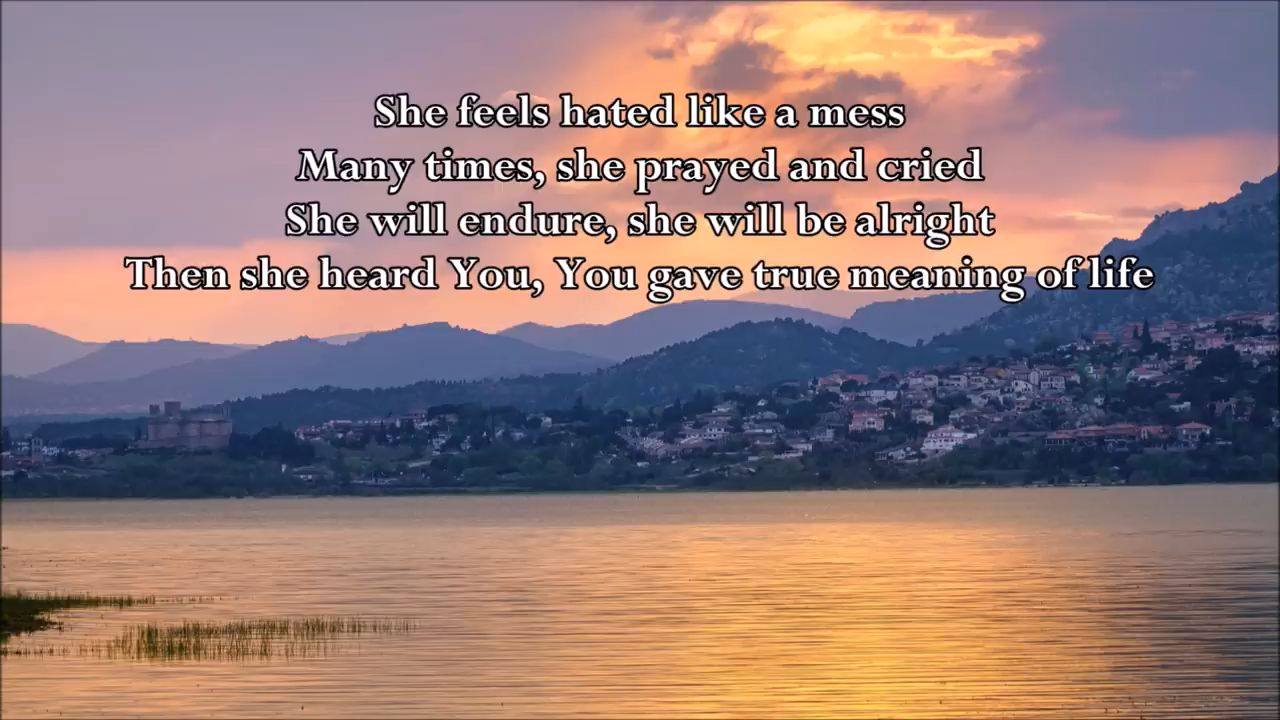 She feels hated like a mess
Many times, she prayed and cried
She will endure, she will be alright
Then she heard You, You gave true meaning of life